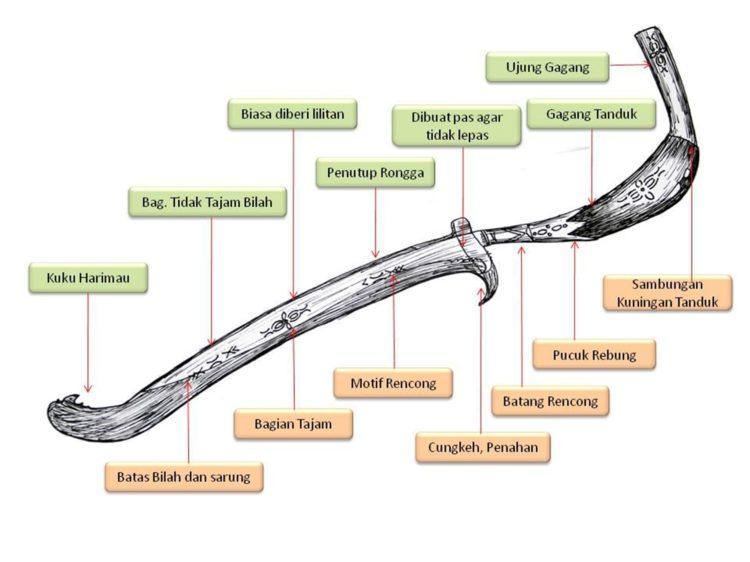 Ujung Gagang
Biasa diberi lilitan
Dibuat pas agar
tidak lepas
Gagang Tanduk
Penutup Rongga
Bag. Tidak Tajam Bilah
Kuku Harimau
Sambungan
Kuningan Tanduk
Pucuk Rebung
Motif Rencong
Batang Rencong
Bagian Tajam
Cungkeh, Penahan
Batas Bilah dan sarung